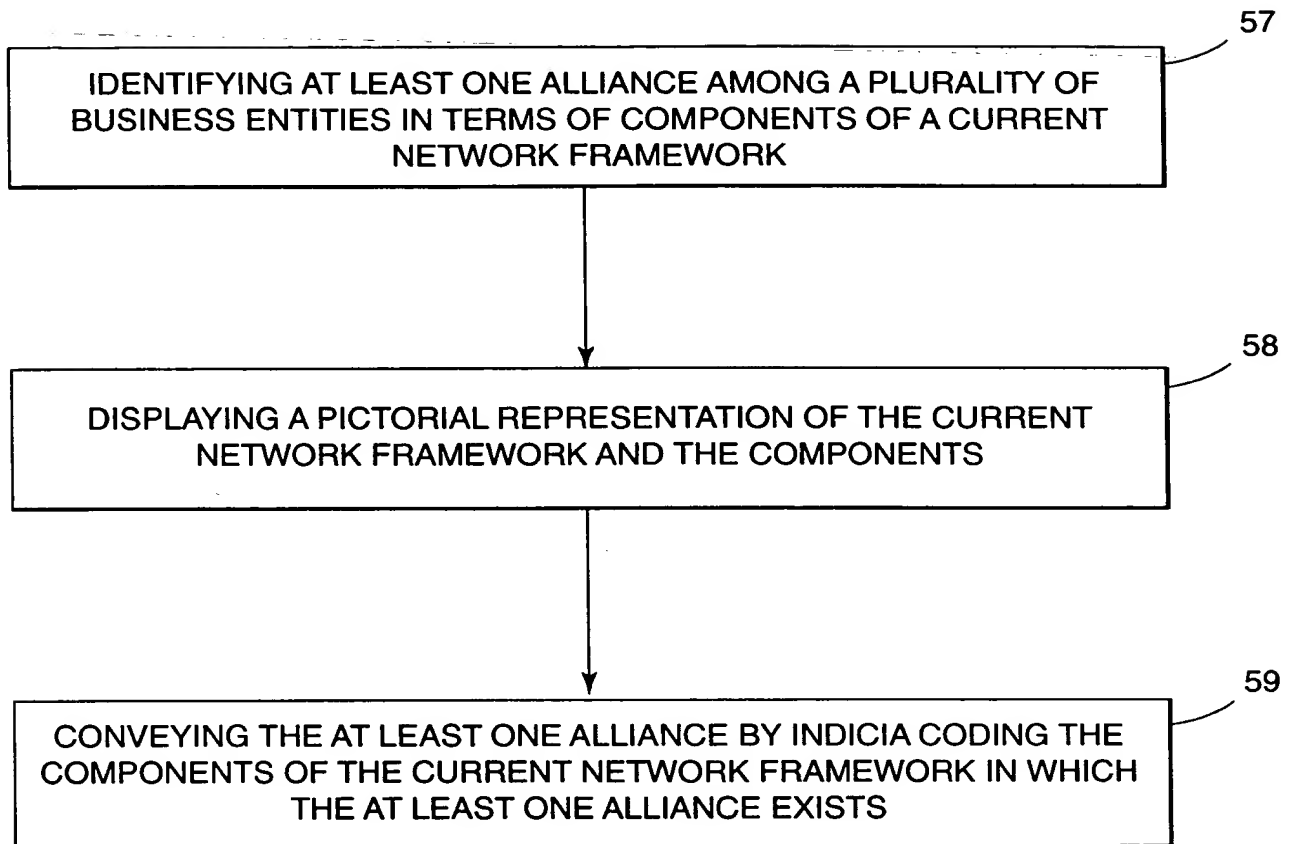 57
IDENTIFYING AT LEAST ONE ALLIANCE AMONG A PLURALITY OF
BUSINESS ENTITIES IN TERMS OF COMPONENTS OF A CURRENT
NETWORK FRAMEWORK
58
DISPLAYING A PICTORIAL REPRESENTATION OF THE CURRENT
NETWORK FRAMEWORK AND THE COMPONENTS
59
CONVEYING THE AT LEAST ONE ALLIANCE BY INDICIA CODING THE
COMPONENTS OF THE CURRENT NETWORK FRAMEWORK IN WHICH
THE AT LEAST ONE ALLIANCE EXISTS